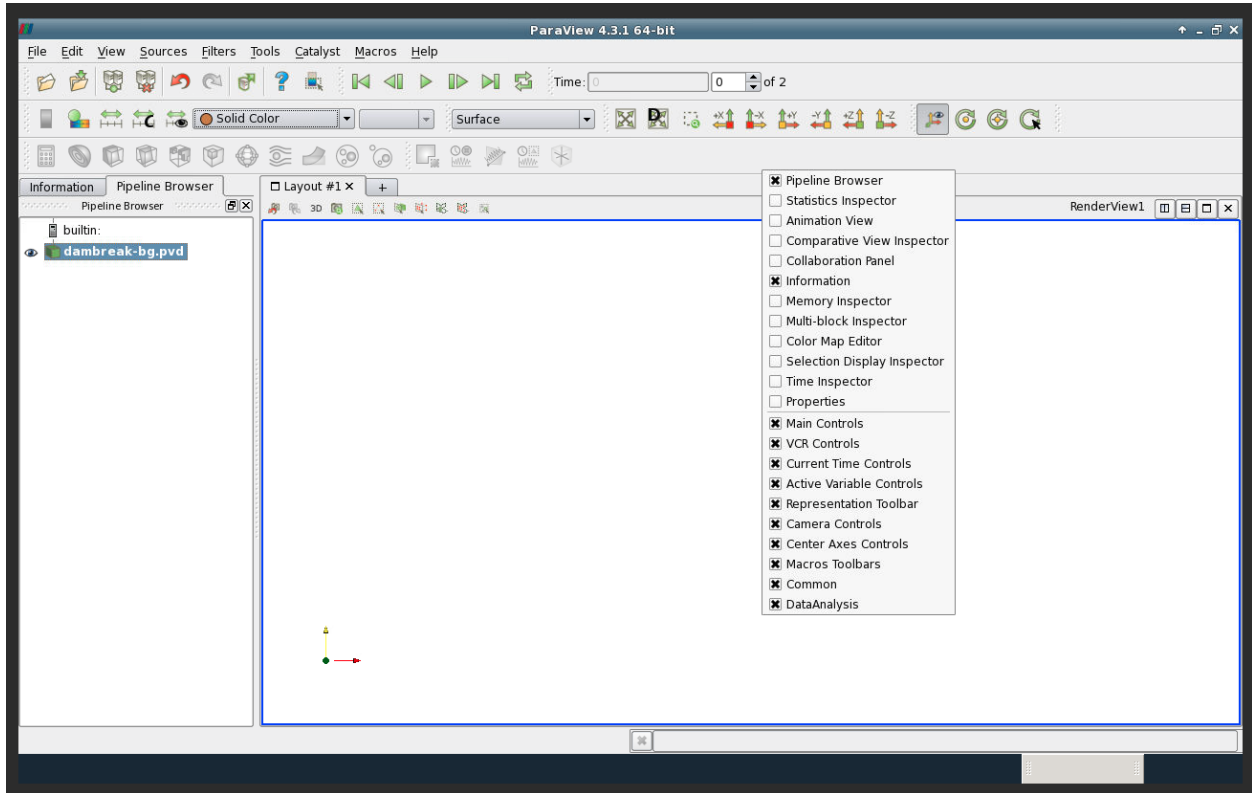 ParaView 4.3.1 64-bit
File Edit View Sources Filters Tools Catalyst Macros Help
Time: 0 0 of 2
Solid Color Surface
+X -X +Y -Y +Z -Z
Information Pipeline Browser Layout #1 +
Pipeline Browser 3D RenderView1
builtin:
dambreak-bg.pvd
Pipeline Browser
Statistics Inspector
Animation View
Comparative View Inspector
Collaboration Panel
Information
Memory Inspector
Multi-block Inspector
Color Map Editor
Selection Display Inspector
Time Inspector
Properties
Main Controls
VCR Controls
Current Time Controls
Active Variable Controls
Representation Toolbar
Camera Controls
Center Axes Controls
Macros Toolbars
Common
DataAnalysis